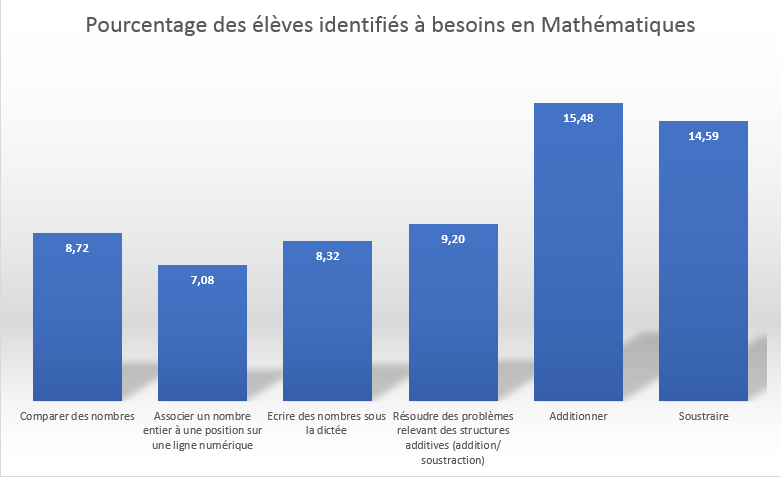 Pourcentage des élèves identifiés à besoins en Mathématiques
8,72
7,08
8,32
9,20
15,48
14,59
Comparer des nombres
Associer un nombre
entier à une position sur
une ligne numérique
Ecrire des nombres sous
la dictée
Résoudre des problèmes
relevant des structures
additives (addition/
soustraction)
Additionner
Soustraire